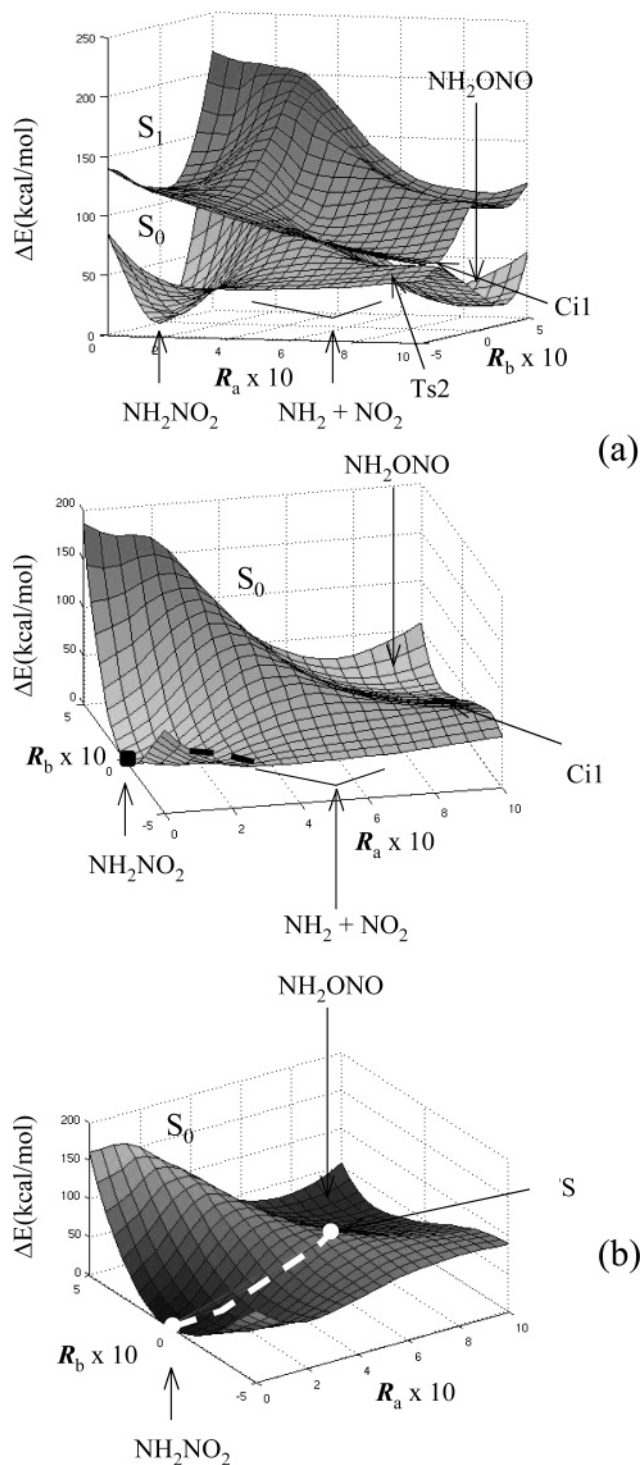 250
200
NH2ONO
S1
150
ΔE(kcal/mol)
100
S0
50
0
0
2
4
6
8
10
-5
0
5
Ci1
Ra x 10
Rb x 10
Ts2
NH2NO2
NH2 + NO2
(a)
NH2ONO
200
150
S0
ΔE(kcal/mol)
100
50
0
5
Rb x 10
0
-5
0
2
4
6
8
10
Ci1
Ra x 10
NH2NO2
NH2 + NO2
NH2ONO
200
S0
150
ΔE(kcal/mol)
100
'S
50
0
(b)
5
0
10
8
Rb x 10
6
-5
4
2
0
Ra x 10
NH2NO2